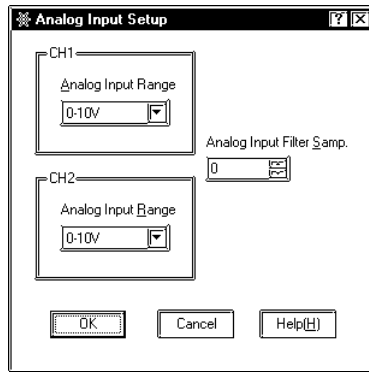 Analog Input Setup
CH1
Analog Input Range
0-10V
Analog Input Filter Samp.
0
CH2
Analog Input Range
0-10V
OK Cancel Help(H)